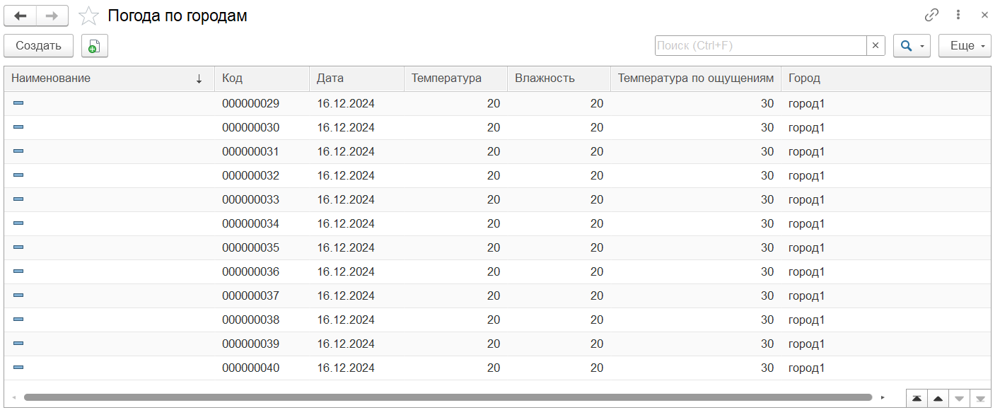 Погода по городам
Создать Поиск (Ctrl+F) Еще
Наименование Код Дата Температура Влажность Температура по ощущениям Город
000000029 16.12.2024 20 20 30 город1
000000030 16.12.2024 20 20 30 город1
000000031 16.12.2024 20 20 30 город1
000000032 16.12.2024 20 20 30 город1
000000033 16.12.2024 20 20 30 город1
000000034 16.12.2024 20 20 30 город1
000000035 16.12.2024 20 20 30 город1
000000036 16.12.2024 20 20 30 город1
000000037 16.12.2024 20 20 30 город1
000000038 16.12.2024 20 20 30 город1
000000039 16.12.2024 20 20 30 город1
000000040 16.12.2024 20 20 30 город1